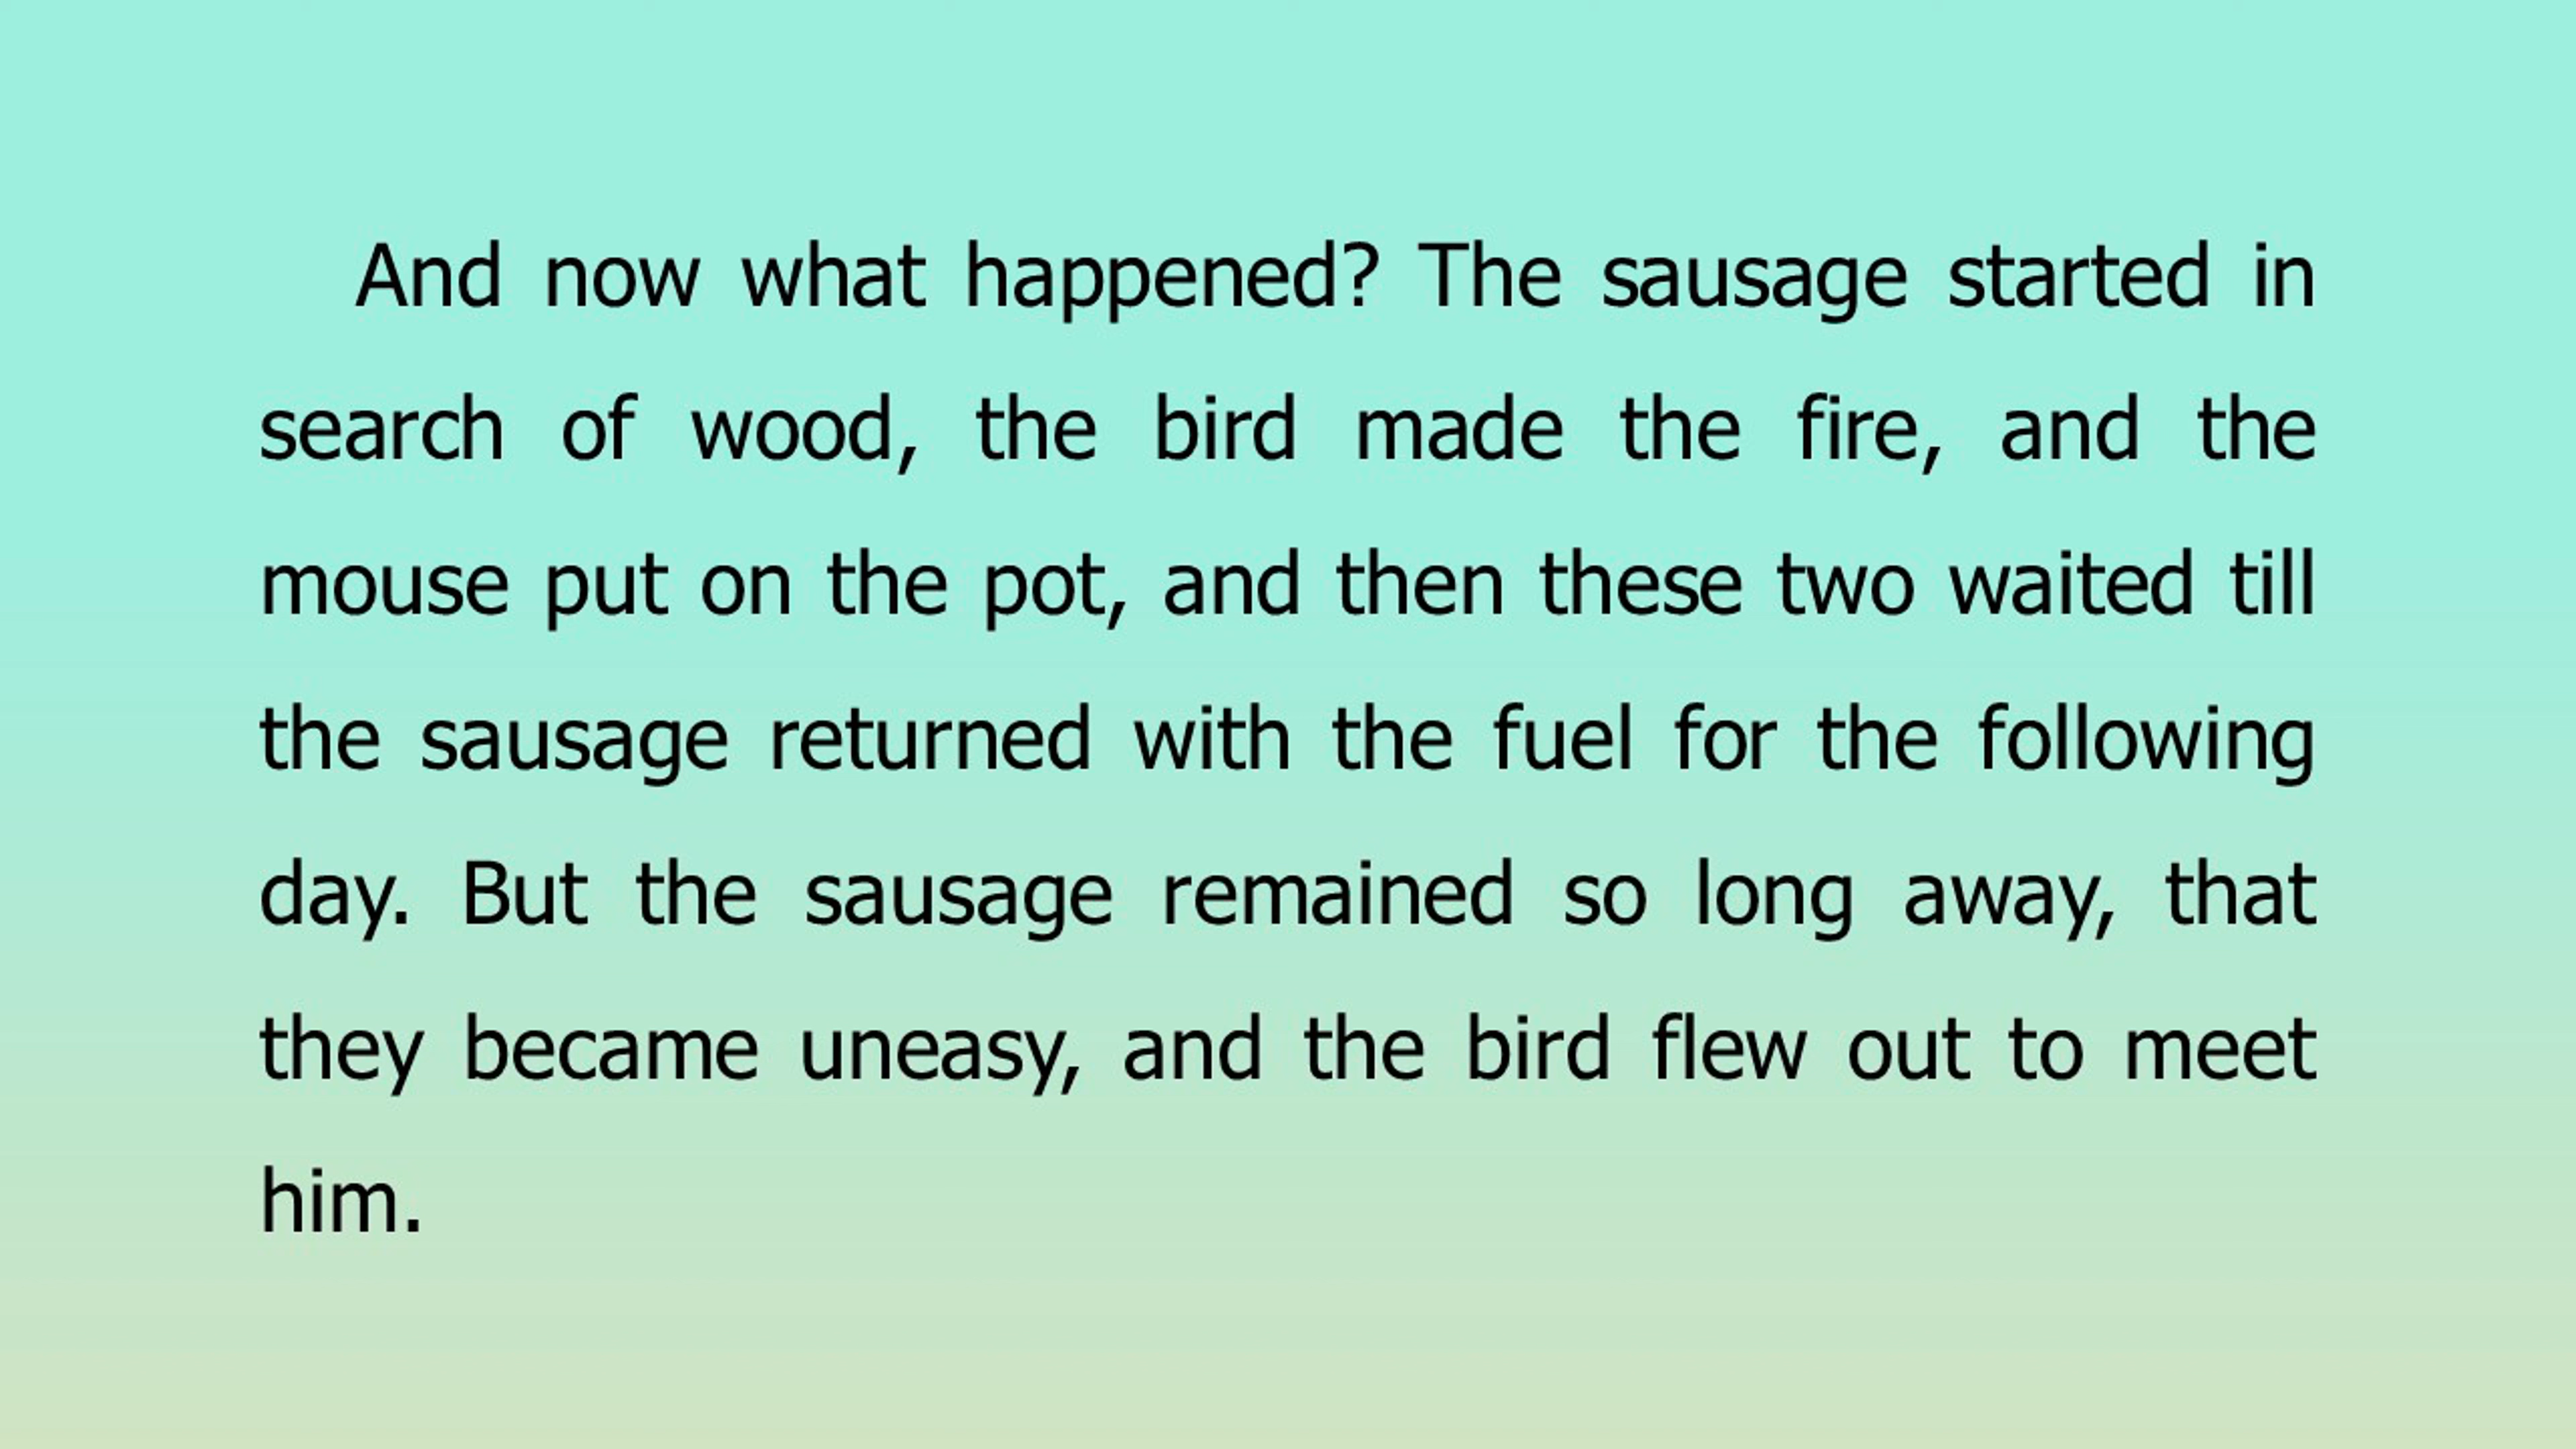 And now what happened? The sausage started in
search of wood, the bird made the fire, and the
mouse put on the pot, and then these two waited till
the sausage returned with the fuel for the following
day. But the sausage remained so long away, that
they became uneasy, and the bird flew out to meet
him.